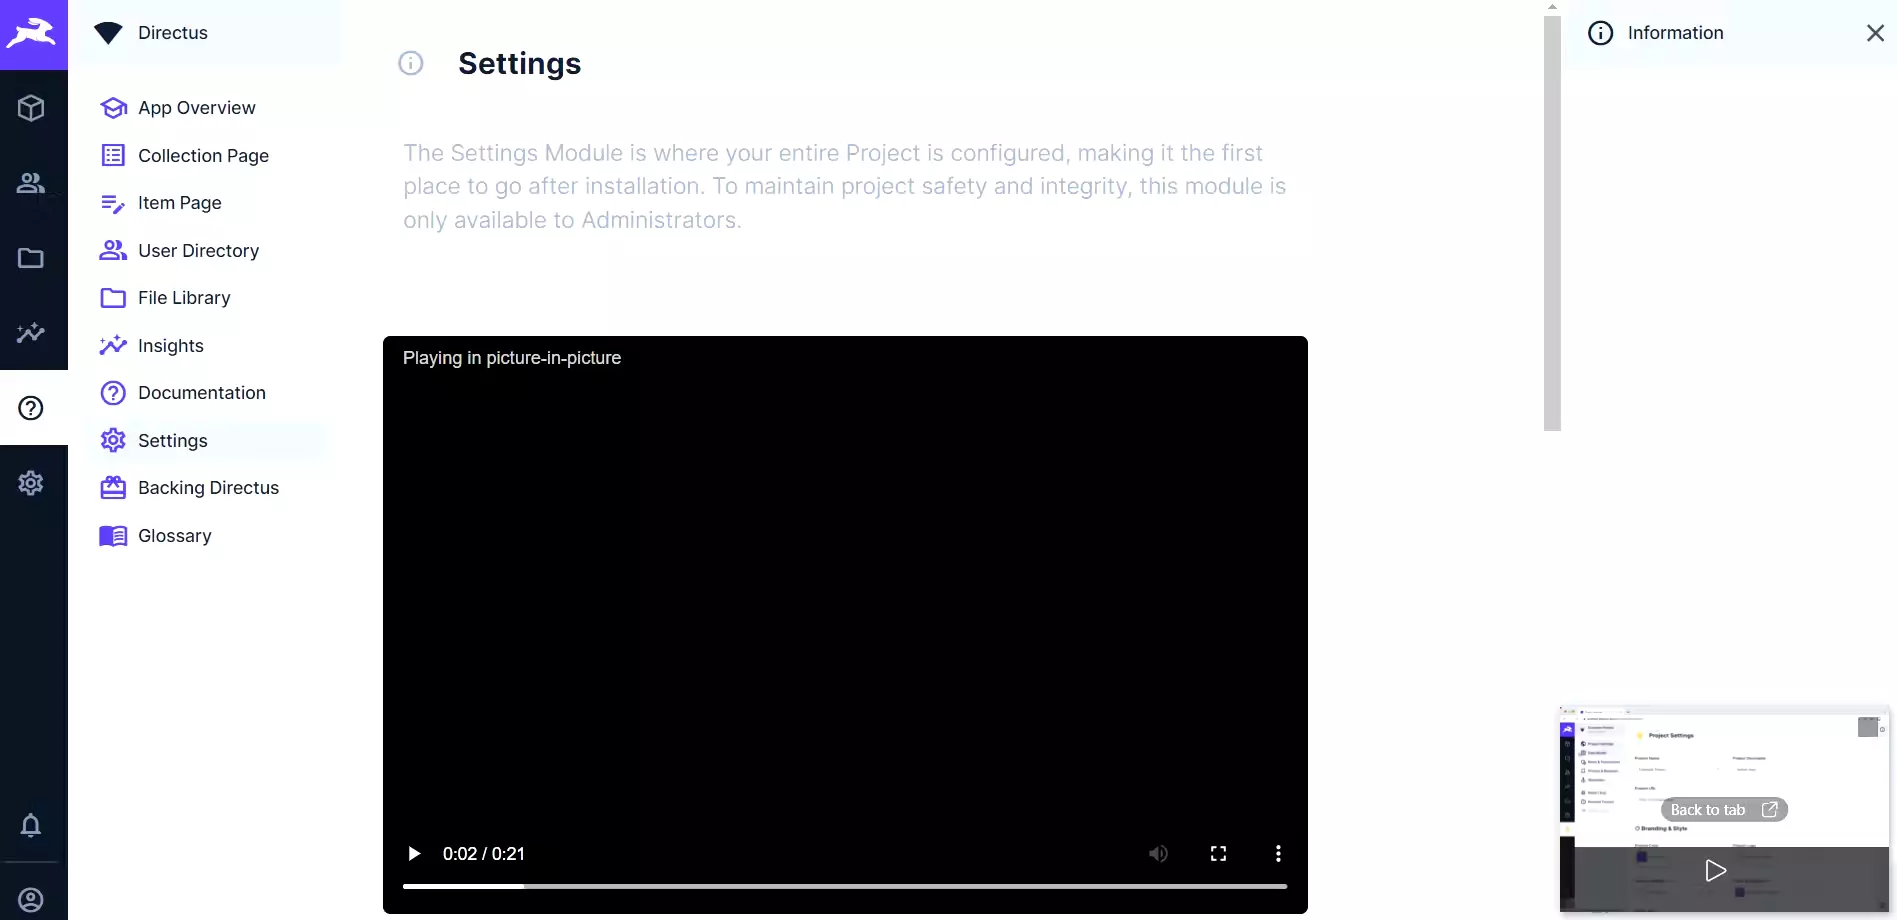 Directus
App Overview
Collection Page
Item Page
User Directory
File Library
Insights
Documentation
Settings
Backing Directus
Glossary
Settings
The Settings Module is where your entire Project is configured, making it the first
place to go after installation. To maintain project safety and integrity, this module is
only available to Administrators.
Playing in picture-in-picture
0:02 / 0:21
Information
Project Settings
Back to tab
Branding & Style